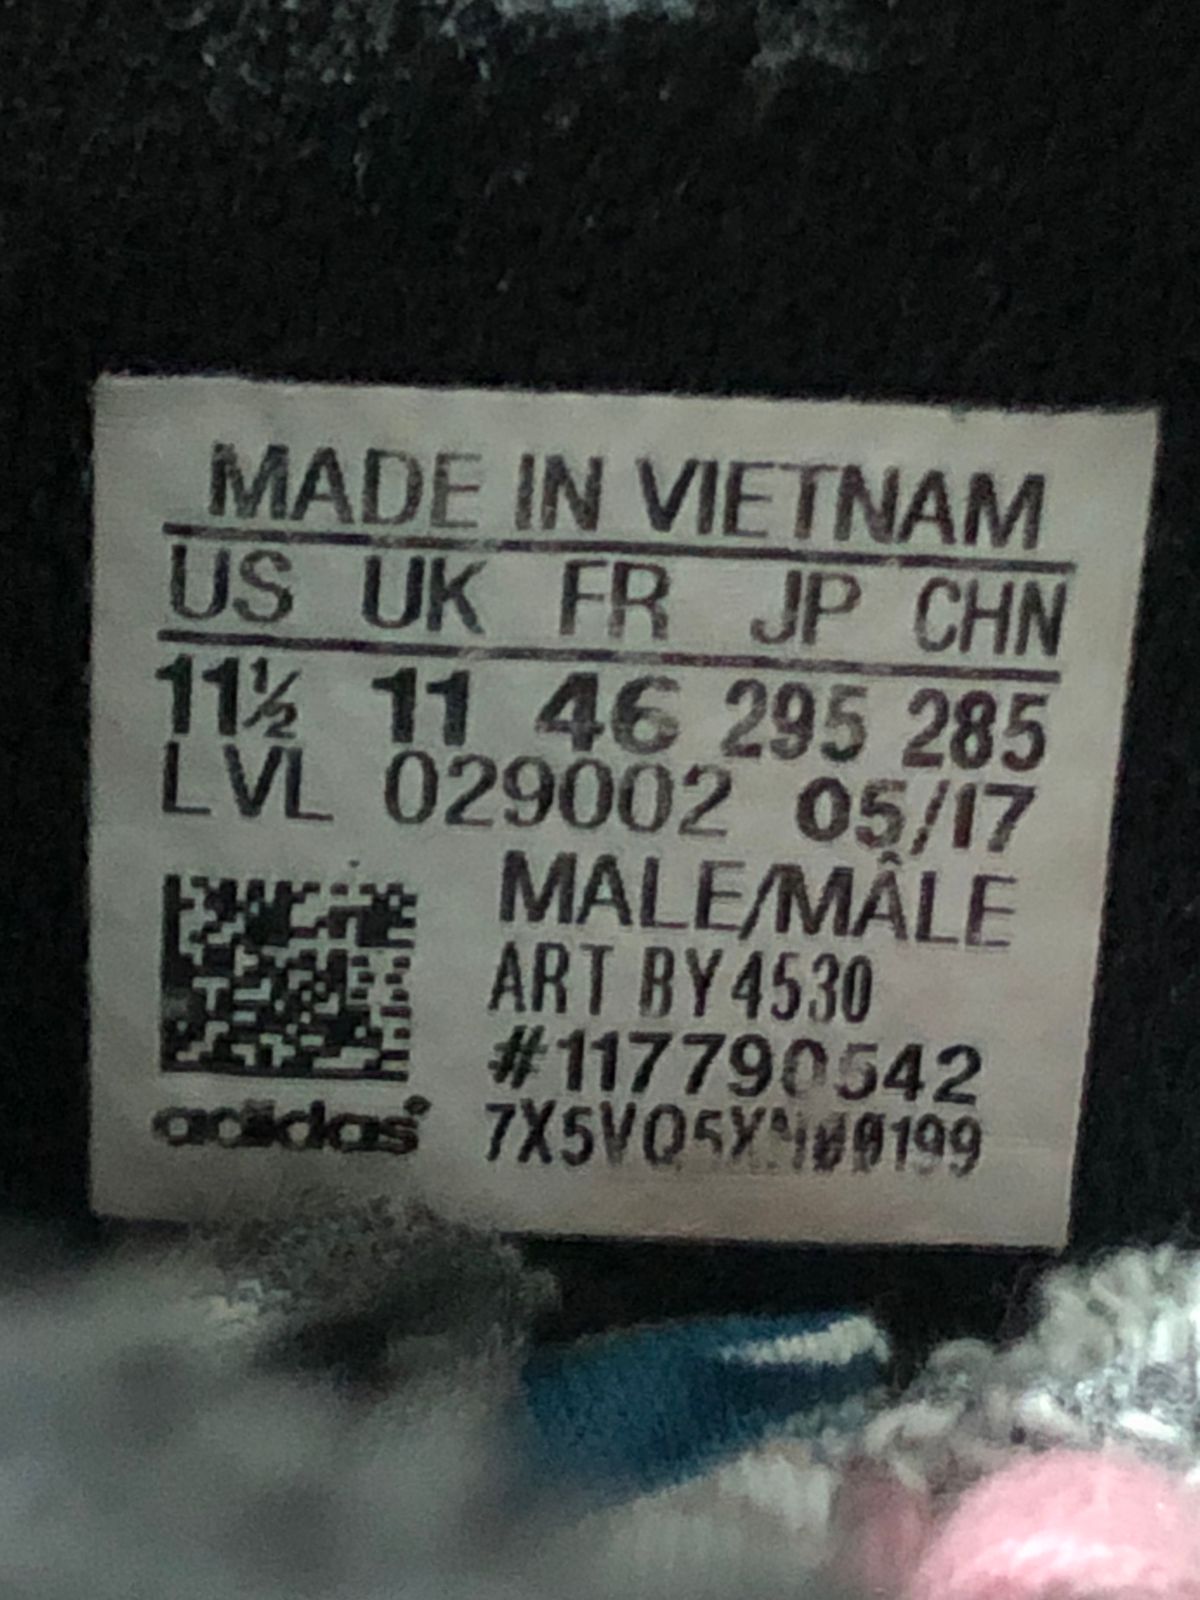 MADE IN VIETNAM
US UK FR JP CHN
11½ 11 46 295 285
LVL 029002 05/17
MALE/MÂLE
ART BY4530
#117790542
adidas